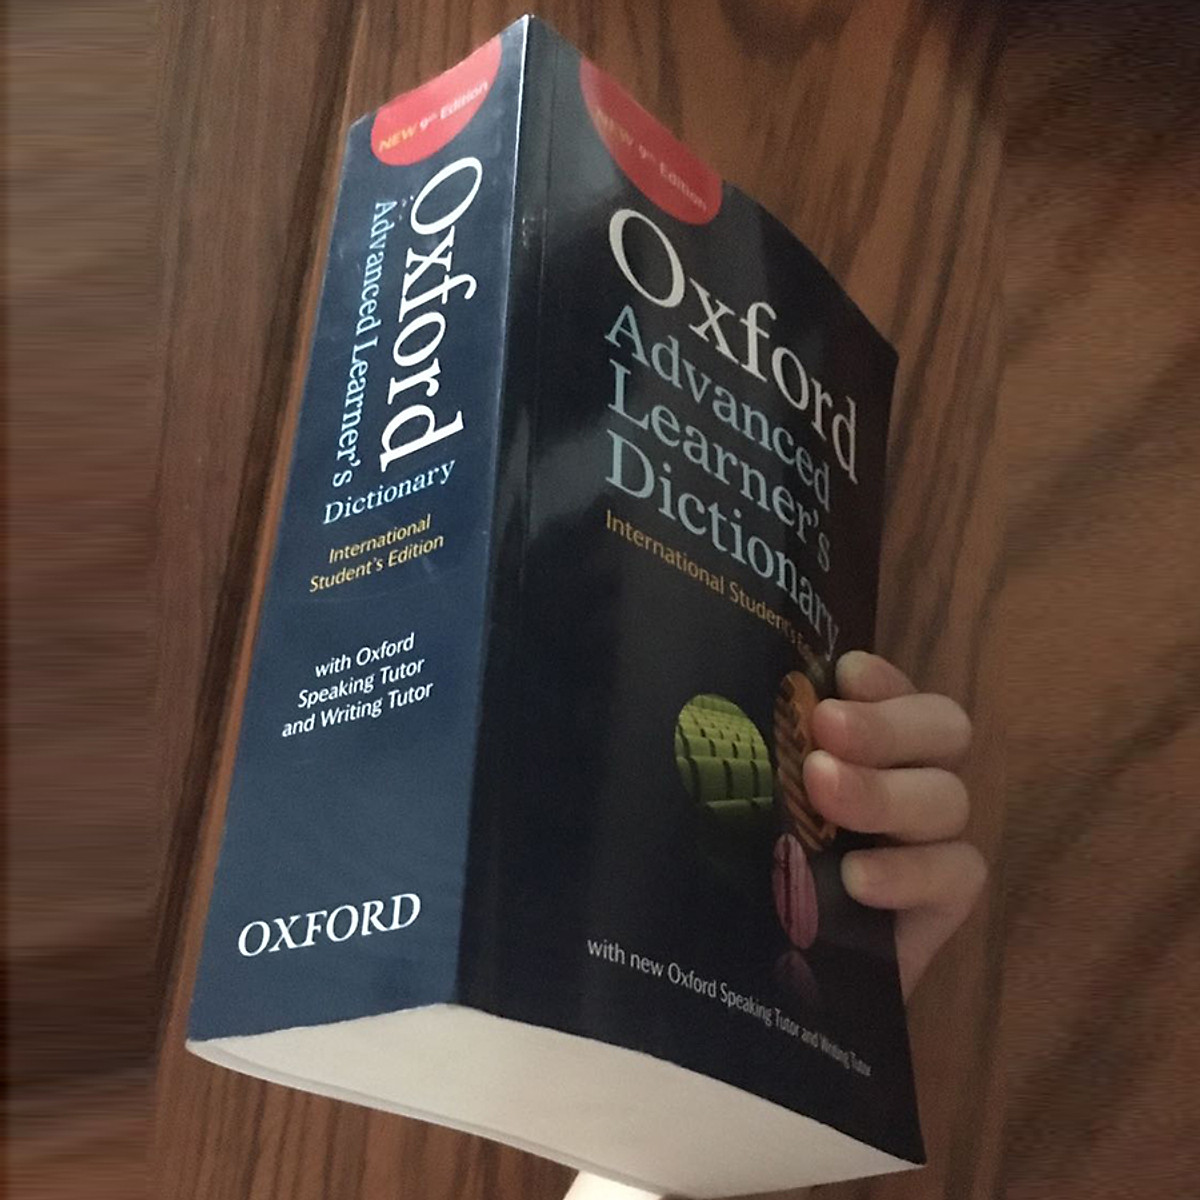 NEW 9th Edition
Oxford
Advanced Learner's
Dictionary
International
Student's Edition
with Oxford
Speaking Tutor
and Writing Tutor
OXFORD
NEW 9th Edition
Oxford
Advanced
Learner's
Dictionary
International Student's
with new Oxford Speaking Tutor and Writing Tutor